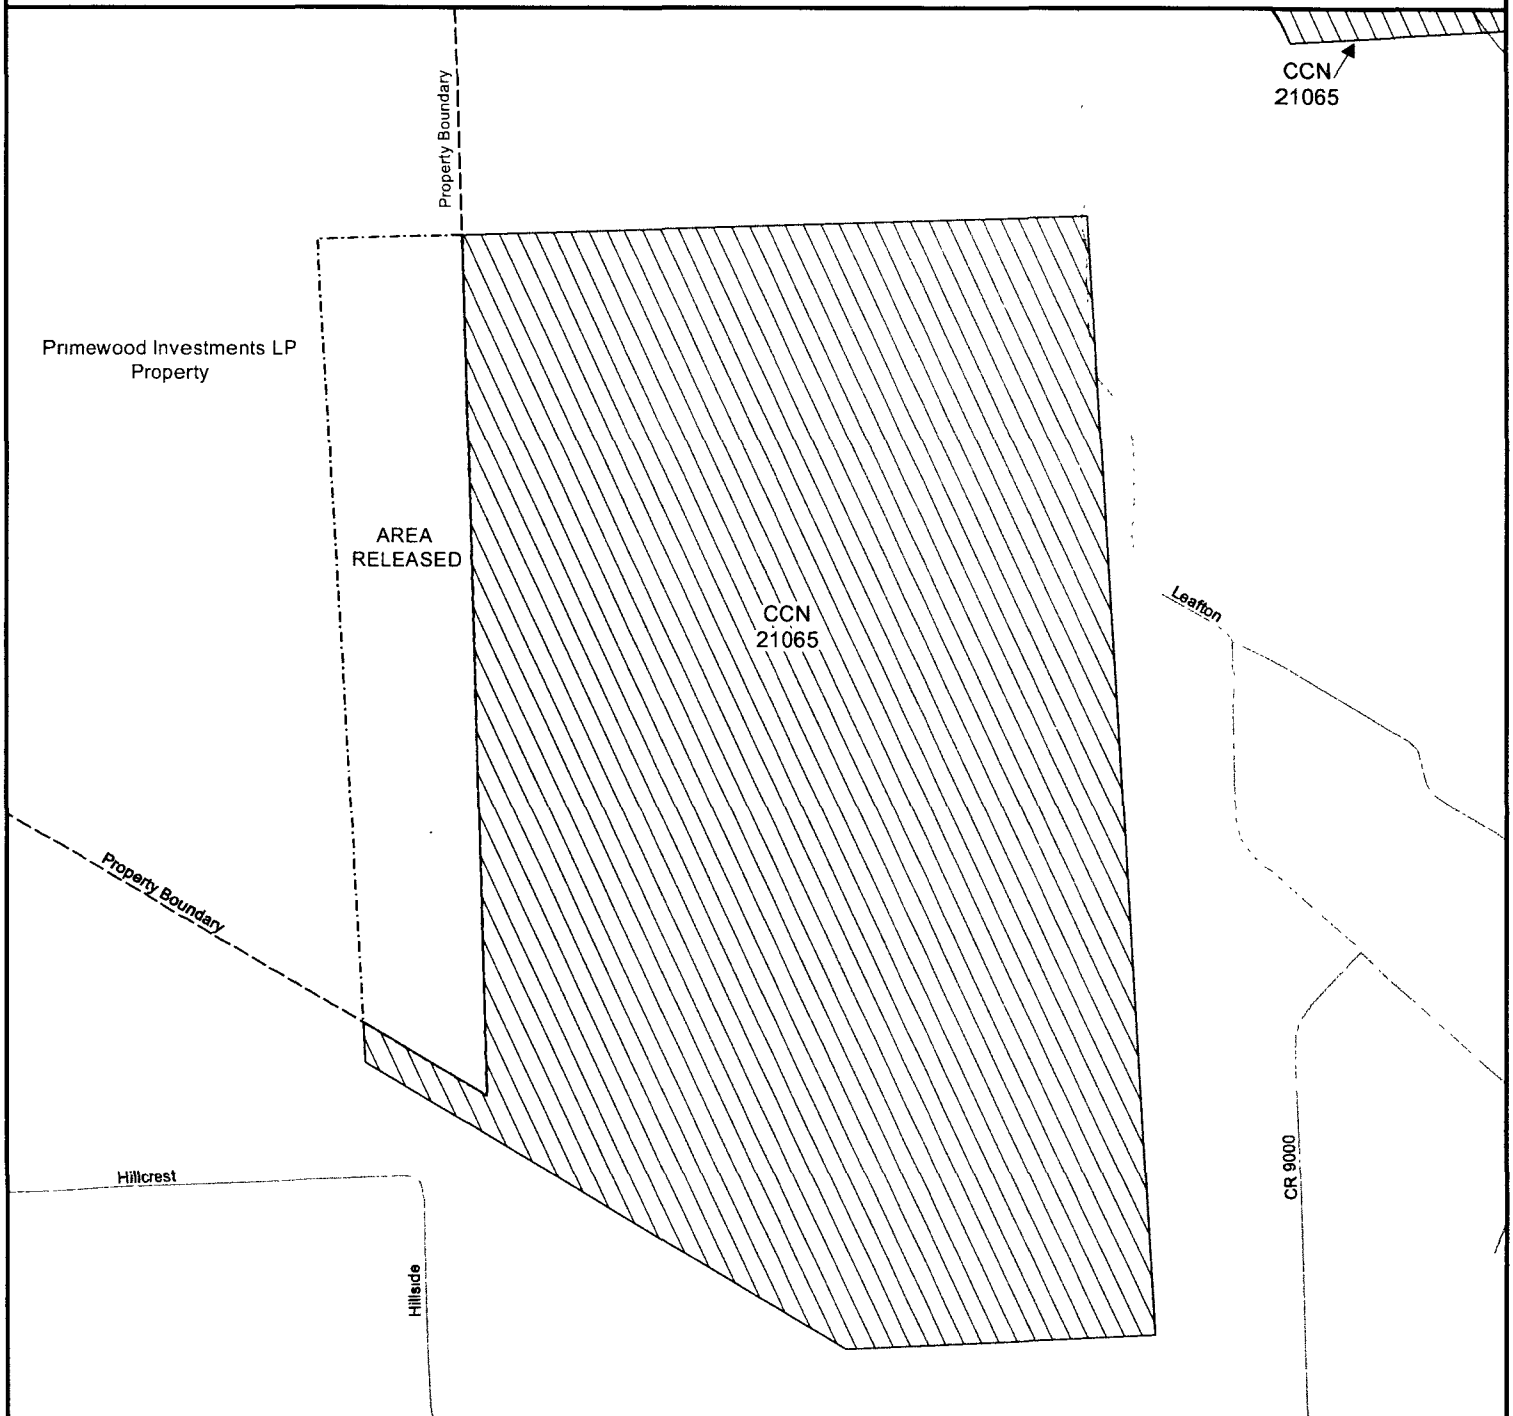 CCN
21065
Property Boundary
Primewood Investments LP
Property
AREA
RELEASED
CCN
21065
Leafton
Property Boundary
CR 9000
Hillcrest
Hillside